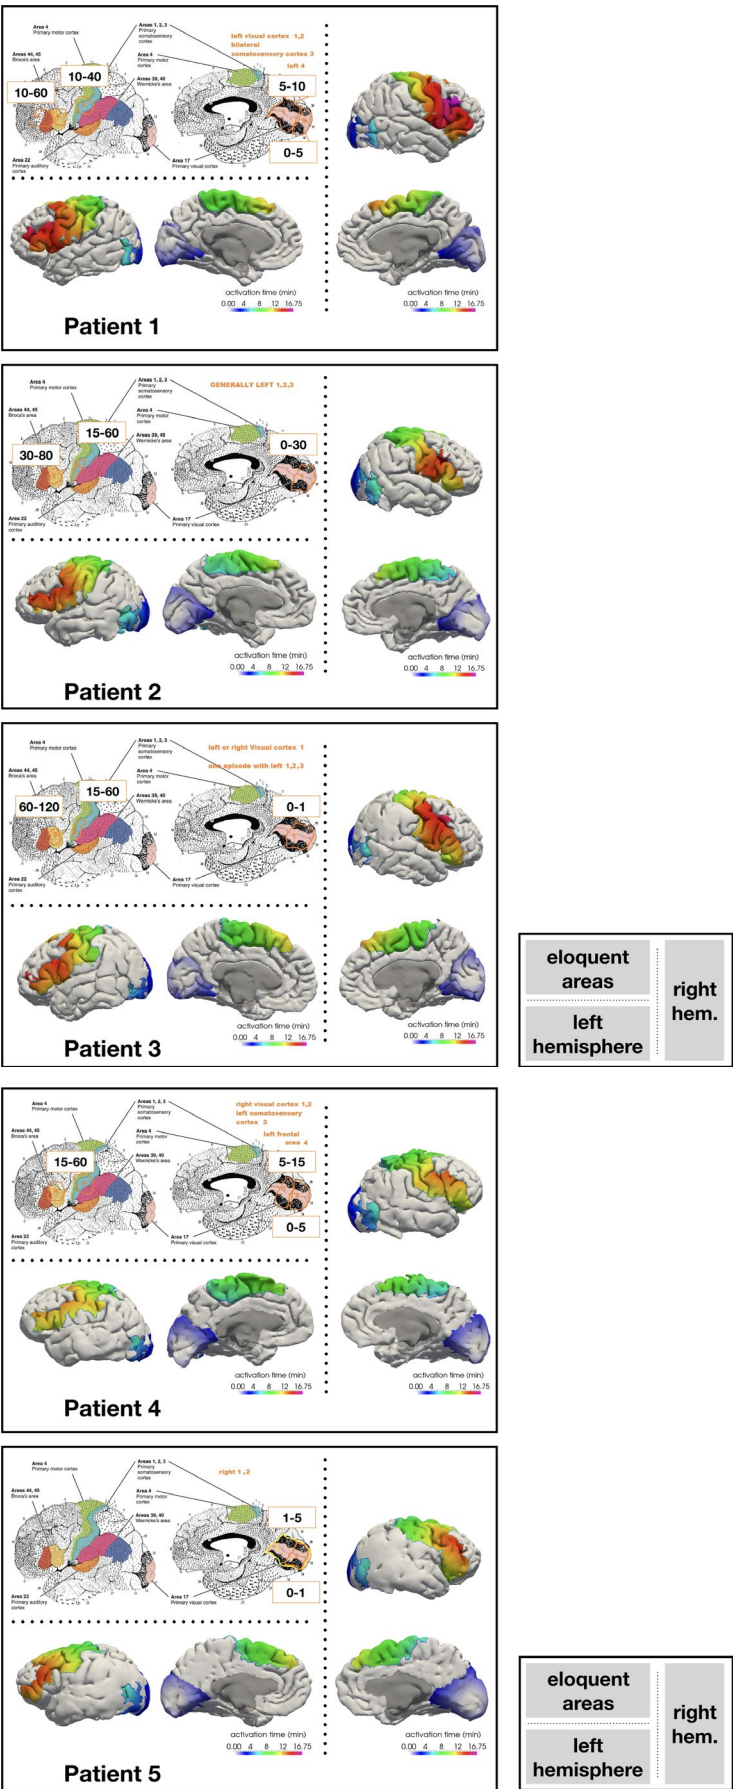 Area 4
Primary motor cortex
Areas 1, 2, 3
Primary
somatosensory
cortex
left visual cortex 1,2
bilateral
somatosensory cortex 3
left 4
Areas 44, 45
Broca's area
Area 4
Primary motor
cortex
Areas 39, 40
Wernicke's area
10-60
10-40
5-10
0-5
Area 22
Primary auditory
cortex
Area 17
Primary visual cortex
activation time (min)
0.00 4 8 12 16.75
activation time (min)
0.00 4 8 12 16.75
Patient 1
Area 4
Primary motor cortex
Areas 1, 2, 3
Primary
somatosensory
cortex
GENERALLY LEFT 1,2,3
Areas 44, 45
Broca's area
Area 4
Primary motor
cortex
Areas 39, 40
Wernicke's area
30-80
15-60
0-30
Area 22
Primary auditory
cortex
Area 17
Primary visual cortex
activation time (min)
0.00 4 8 12 16.75
activation time (min)
0.00 4 8 12 16.75
Patient 2
Area 4
Primary motor cortex
Areas 1, 2, 3
Primary
somatosensory
cortex
left or right Visual cortex 1
one episode with left 1,2,3
Areas 44, 45
Broca's area
Area 4
Primary motor
cortex
Areas 39, 40
Wernicke's area
60-120
15-60
0-1
Area 22
Primary auditory
cortex
Area 17
Primary visual cortex
activation time (min)
0.00 4 8 12 16.75
activation time (min)
0.00 4 8 12 16.75
Patient 3
eloquent
areas
left
hemisphere
right
hem.
Area 4
Primary motor cortex
Areas 1, 2, 3
Primary
somatosensory
cortex
right visual cortex 1,2
left somatosensory
cortex 3
left frontal
area 4
Areas 44, 45
Broca's area
Area 4
Primary motor
cortex
Areas 39, 40
Wernicke's area
15-60
5-15
0-5
Area 22
Primary auditory
cortex
Area 17
Primary visual cortex
activation time (min)
0.00 4 8 12 16.75
activation time (min)
0.00 4 8 12 16.75
Patient 4
Area 4
Primary motor cortex
Areas 1, 2, 3
Primary
somatosensory
cortex
right 1,2
Areas 44, 45
Broca's area
Area 4
Primary motor
cortex
Areas 39, 40
Wernicke's area
1-5
0-1
Area 22
Primary auditory
cortex
Area 17
Primary visual cortex
activation time (min)
0.00 4 8 12 16.75
activation time (min)
0.00 4 8 12 16.75
Patient 5
eloquent
areas
left
hemisphere
right
hem.